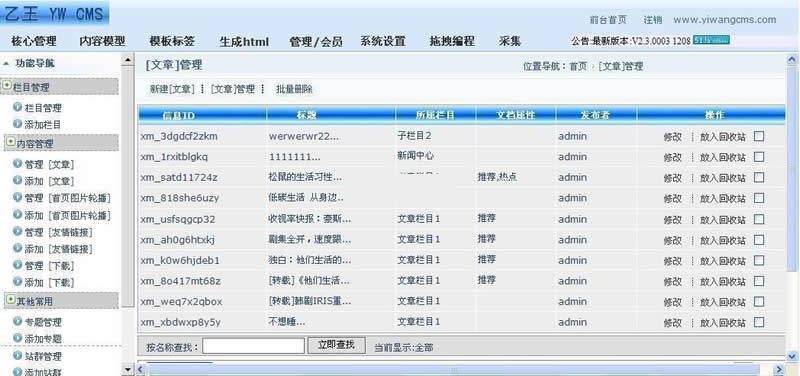 乙王 YW CMS
前台首页 注销 www.yiwangcms.com
核心管理 内容模型 模板标签 生成html 管理/会员 系统设置 拖拽编程 采集 公告:最新版本:V2.3.0003 1208
功能导航
[文章]管理 位置导航：首页 [文章]管理
栏目管理
栏目管理
添加栏目
内容管理
管理 [文章]
添加 [文章]
管理 [首页图片轮播]
添加 [首页图片轮播]
管理 [友情链接]
添加 [友情链接]
管理 [下载]
添加 [下载]
其他常用
专题管理
添加专题
站群管理
添加站群
新建[文章] ┆ [文章]管理 ┆ 批量删除
信息ID 标题 所属栏目 文档属性 发布者 操作
xm_3dgdcf2zkm werwerwr22... 子栏目2 admin 修改 ┆ 放入回收站
xm_1rxitblgkq 1111111... 新闻中心 admin 修改 ┆ 放入回收站
xm_satd11724z 松鼠的生活习性... 推荐,热点 admin 修改 ┆ 放入回收站
xm_818she6uzy 低碳生活 从身边.. admin 修改 ┆ 放入回收站
xm_usfsqgcp32 收视率快报：豪斯... 文章栏目1 推荐 admin 修改 ┆ 放入回收站
xm_ah0g6htxkj 剧集全开，速度跟... 文章栏目1 推荐 admin 修改 ┆ 放入回收站
xm_k0w6hjdeb1 独白：他们生活的... 文章栏目1 推荐 admin 修改 ┆ 放入回收站
xm_8o417mt68z [转载]《他们生活... 文章栏目1 推荐 admin 修改 ┆ 放入回收站
xm_weq7x2qbox [转载]韩剧IRIS重... 文章栏目1 admin 修改 ┆ 放入回收站
xm_xbdwxp8y5y 不想睡... 文章栏目1 admin 修改 ┆ 放入回收站
按名称查找： 立即查找 当前显示:全部